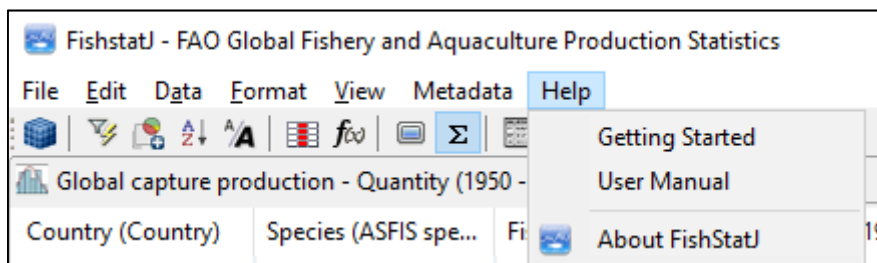 FishstatJ - FAO Global Fishery and Aquaculture Production Statistics
File Edit Data Format View Metadata Help
Getting Started
Global capture production - Quantity (1950 -
User Manual
Country (Country) Species (ASFIS spe...
About FishStatJ